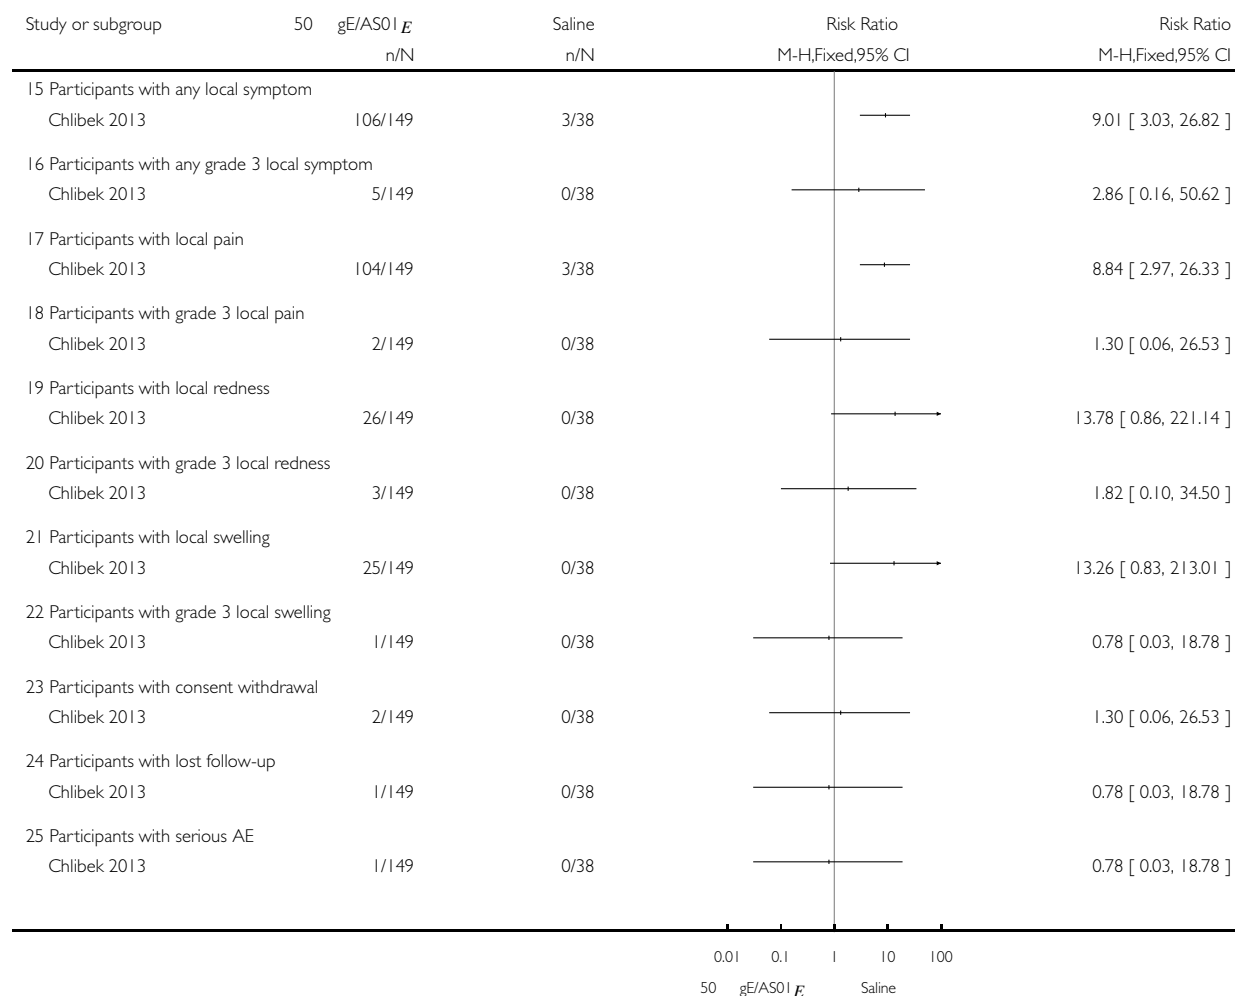 Study or subgroup 50 gE/AS01E Saline Risk Ratio Risk Ratio
n/N n/N M-H,Fixed,95% CI M-H,Fixed,95% CI
15 Participants with any local symptom
Chlibek 2013 106/149 3/38 9.01 [ 3.03, 26.82 ]
16 Participants with any grade 3 local symptom
Chlibek 2013 5/149 0/38 2.86 [ 0.16, 50.62 ]
17 Participants with local pain
Chlibek 2013 104/149 3/38 8.84 [ 2.97, 26.33 ]
18 Participants with grade 3 local pain
Chlibek 2013 2/149 0/38 1.30 [ 0.06, 26.53 ]
19 Participants with local redness
Chlibek 2013 26/149 0/38 13.78 [ 0.86, 221.14 ]
20 Participants with grade 3 local redness
Chlibek 2013 3/149 0/38 1.82 [ 0.10, 34.50 ]
21 Participants with local swelling
Chlibek 2013 25/149 0/38 13.26 [ 0.83, 213.01 ]
22 Participants with grade 3 local swelling
Chlibek 2013 1/149 0/38 0.78 [ 0.03, 18.78 ]
23 Participants with consent withdrawal
Chlibek 2013 2/149 0/38 1.30 [ 0.06, 26.53 ]
24 Participants with lost follow-up
Chlibek 2013 1/149 0/38 0.78 [ 0.03, 18.78 ]
25 Participants with serious AE
Chlibek 2013 1/149 0/38 0.78 [ 0.03, 18.78 ]
0.01 0.1 1 10 100
50 gE/AS01E Saline